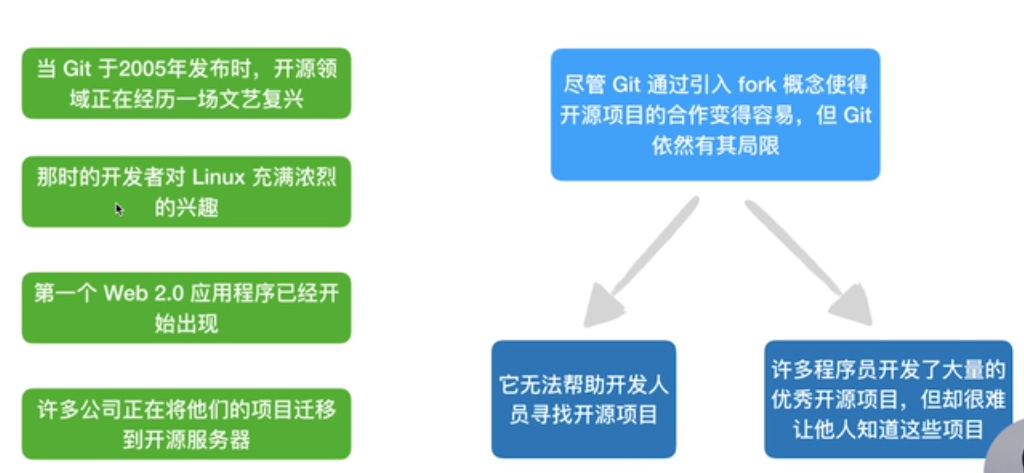 当 Git 于2005年发布时，开源领
域正在经历一场文艺复兴
那时的开发者对 Linux 充满浓烈
的兴趣
第一个 Web 2.0 应用程序已经开
始出现
许多公司正在将他们的项目迁移
到开源服务器
尽管 Git 通过引入 fork 概念使得
开源项目的合作变得容易，但 Git
依然有其局限
它无法帮助开发人
员寻找开源项目
许多程序员开发了大量的
优秀开源项目，但却很难
让他人知道这些项目